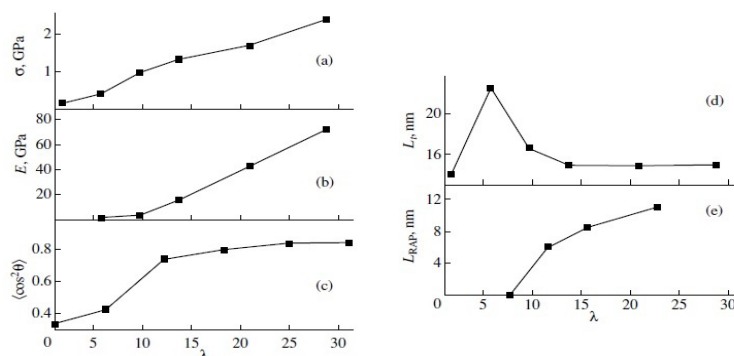 2
σ, GPa
(a)
1
80
60
E, GPa
40
(b)
20
0
0.8
⟨cos²θ⟩
0.6
(c)
0.4
0 5 10 15 20 25 30
λ
(d)
20
L_t, nm
16
12
(e)
L_RAP, nm
8
4
0 5 10 15 20 25 30
λ